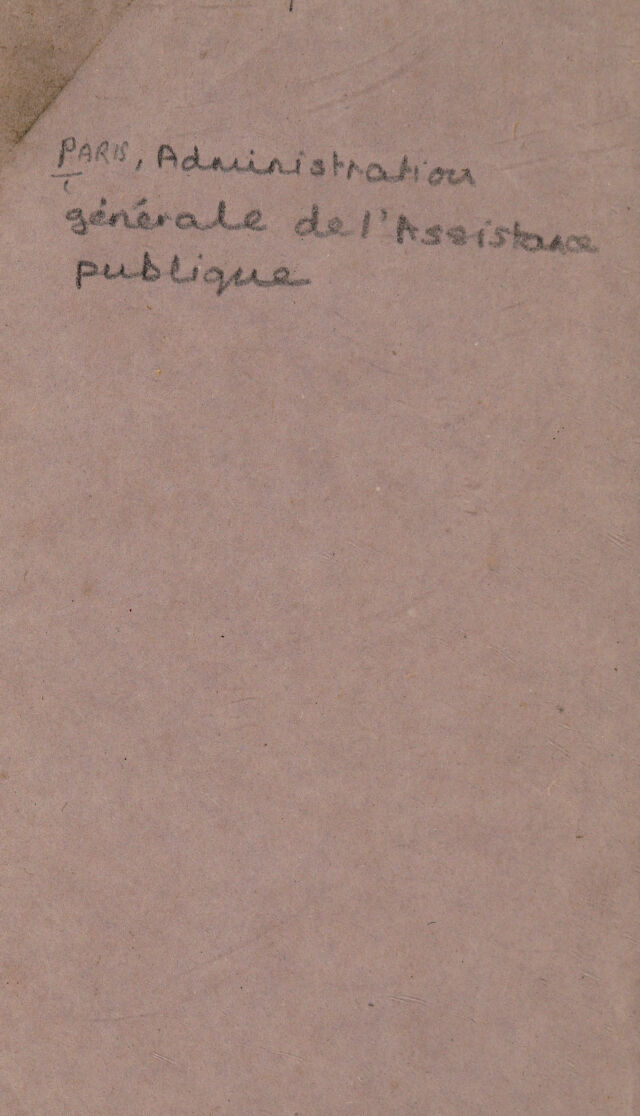 PARIS, Administration
générale de l'Assistance
publique